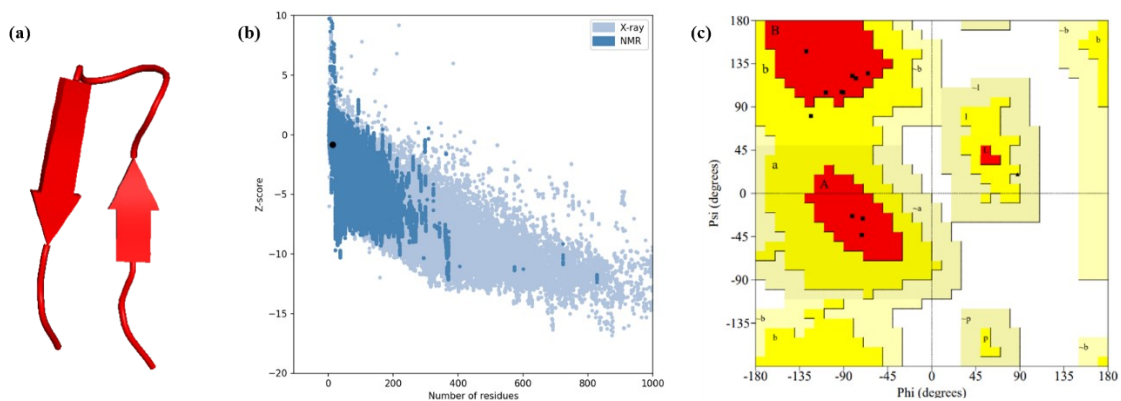 (a)
(b)
(c)
10
5
0
−5
−10
−15
−20
Z-score
0
200
400
600
800
1000
Number of residues
X-ray
NMR
180
135
90
45
0
-45
-90
-135
Psi (degrees)
-180
-135
-90
-45
0
45
90
135
180
Phi (degrees)
B
b
~b
~b
b
~l
l
L
a
A
~a
~b
b
~b
~p
p
~b